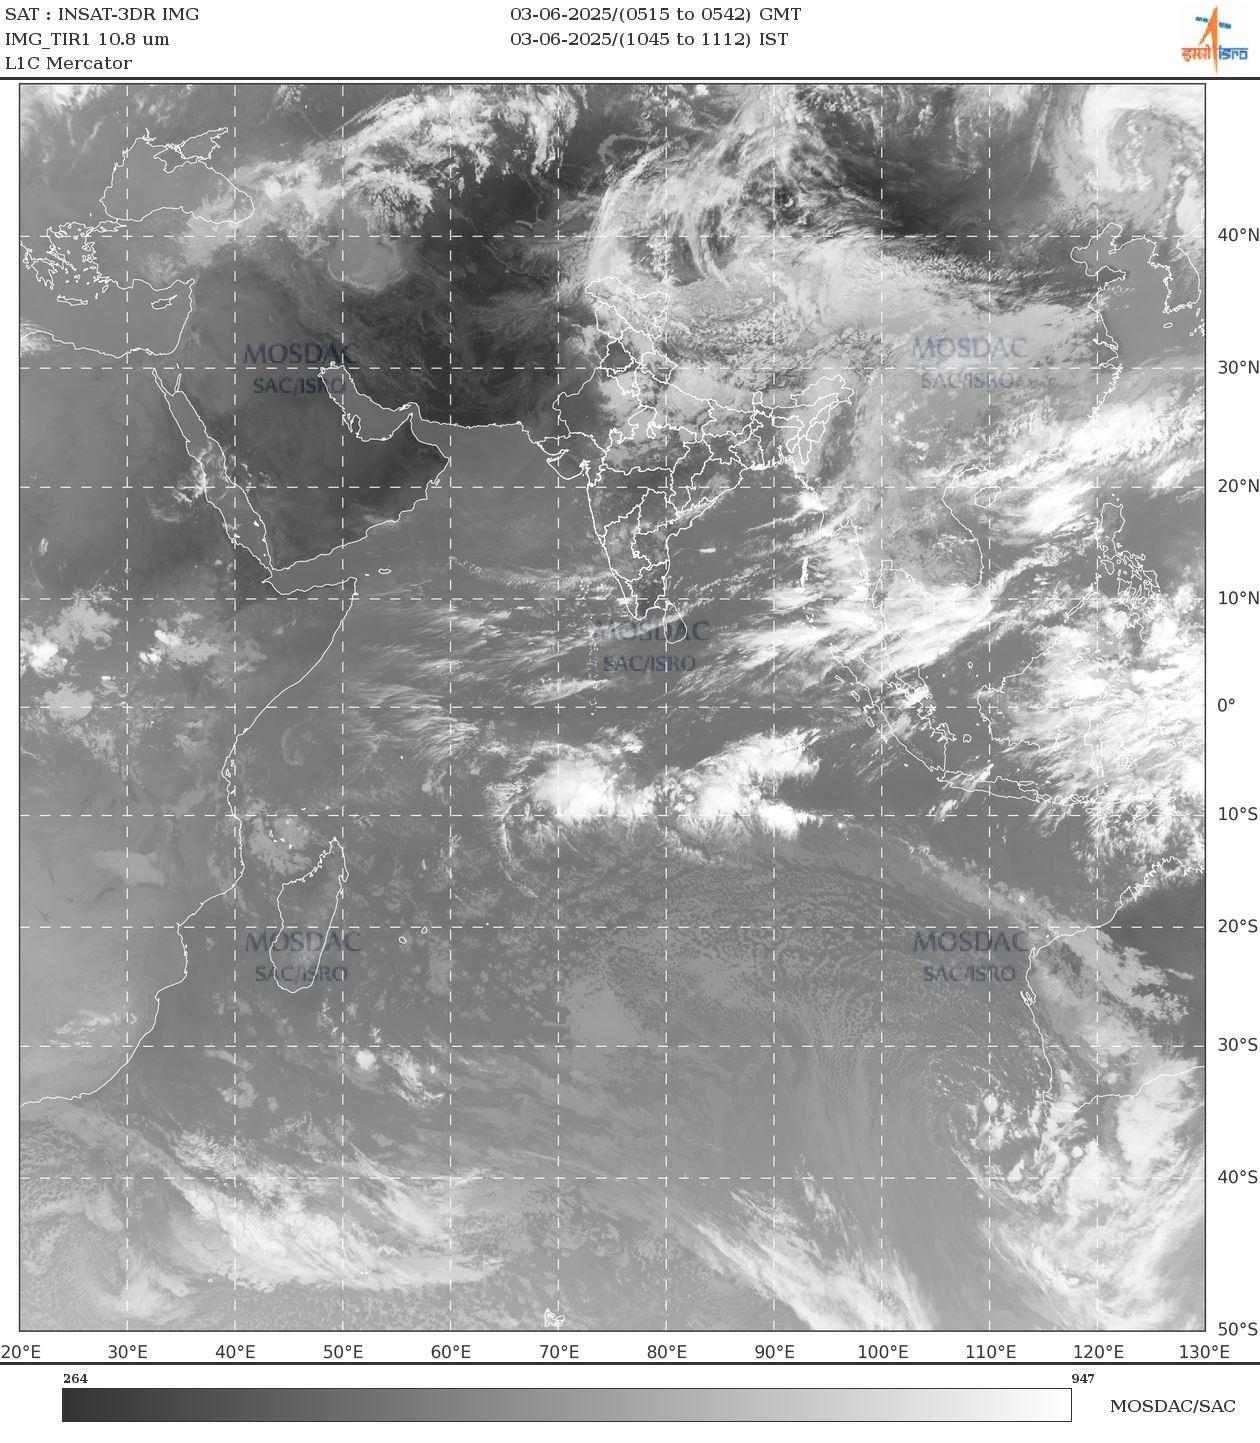 SAT : INSAT-3DR IMG
IMG_TIR1 10.8 um
L1C Mercator
03-06-2025/(0515 to 0542) GMT
03-06-2025/(1045 to 1112) IST
इसरो isro
40°N
30°N
20°N
10°N
0°
10°S
20°S
30°S
40°S
50°S
MOSDAC
SAC/ISRO
MOSDAC
SAC/ISRO
MOSDAC
SAC/ISRO
MOSDAC
SAC/ISRO
MOSDAC
SAC/ISRO
20°E 30°E 40°E 50°E 60°E 70°E 80°E 90°E 100°E 110°E 120°E 130°E
264
947
MOSDAC/SAC